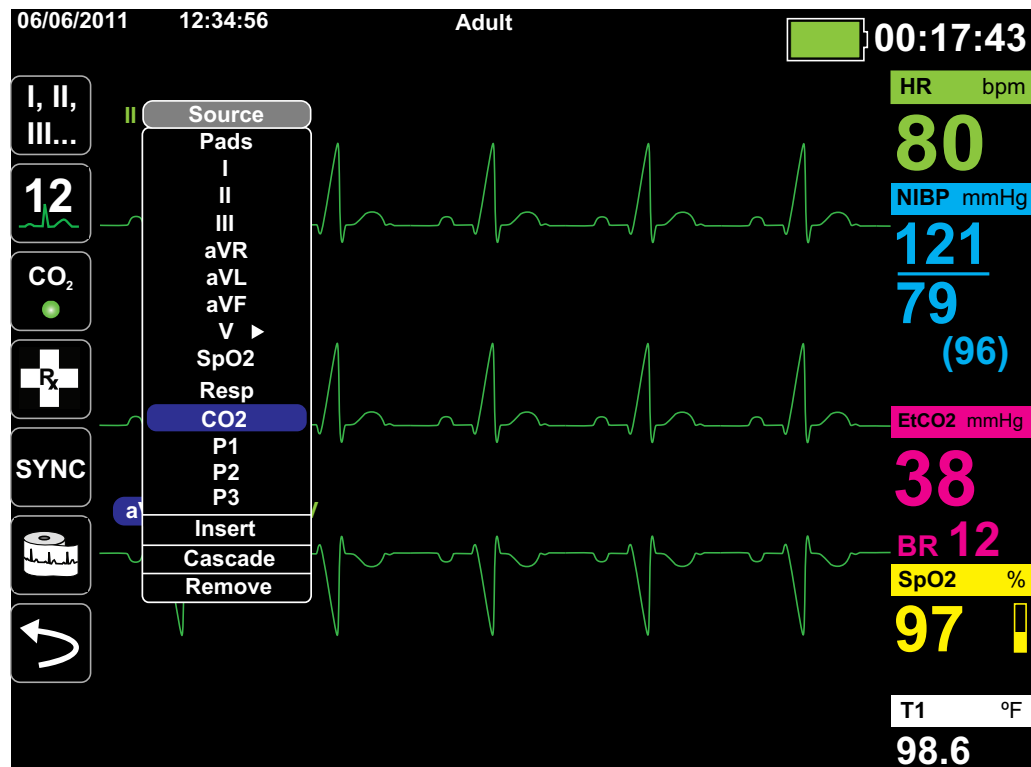 06/06/2011 12:34:56 Adult 00:17:43
I, II,
III...
12
CO2
Rx
SYNC
II
Source
Pads
I
II
III
aVR
aVL
aVF
V
SpO2
Resp
CO2
P1
P2
P3
Insert
Cascade
Remove
HR bpm
80
NIBP mmHg
121
79
(96)
EtCO2 mmHg
38
BR 12
SpO2 %
97
T1 ºF
98.6